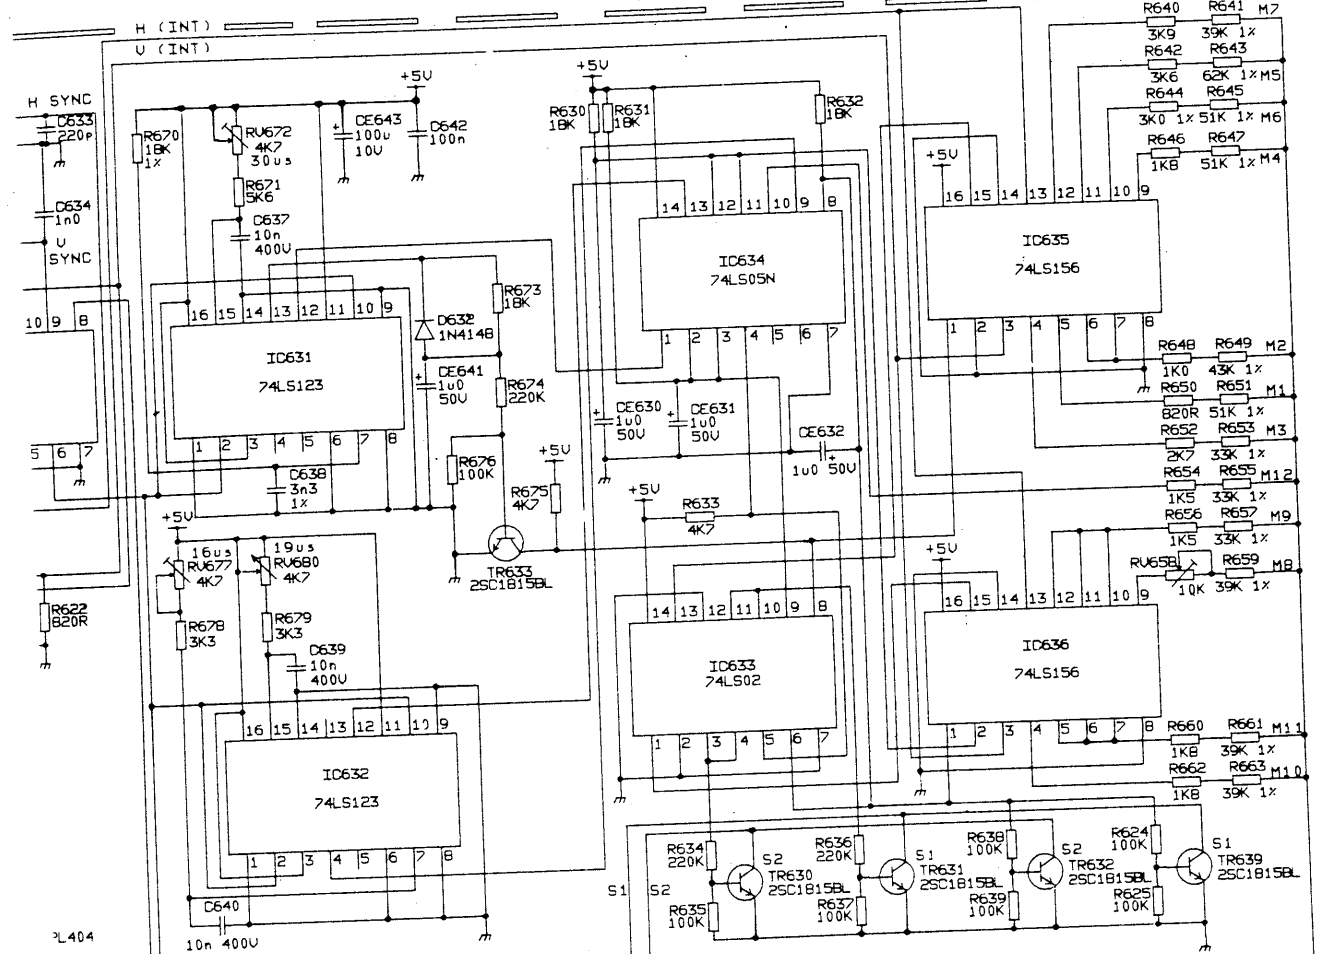 H (INT)
V (INT)
H SYNC
C633
220p
C634
1n0
V
SYNC
10 9 8
5 6 7
R622
820R
PL404
R670
18K
1%
RV672
4K7
30us
R671
5K6
C637
10n
400V
CE643
100u
10V
+5V
C642
100n
16 15 14 13 12 11 10 9
IC631
74LS123
1 2 3 4 5 6 7 8
D632
1N4148
R673
18K
CE641
1u0
50V
R674
220K
R676
100K
C638
3n3
1%
+5V
R675
4K7
TR633
2SC1815BL
+5V
16us
RV677
4K7
19us
RV680
4K7
R678
3K3
R679
3K3
C639
10n
400V
16 15 14 13 12 11 10 9
IC632
74LS123
1 2 3 4 5 6 7 8
C640
10n 400V
+5V
R630
18K
R631
18K
R632
18K
14 13 12 11 10 9 8
IC634
74LS05N
1 2 3 4 5 6 7
CE630
1u0
50V
CE631
1u0
50V
CE632
1u0 50V
+5V
R633
4K7
14 13 12 11 10 9 8
IC633
74LS02
1 2 3 4 5 6 7
S1 S2
R634
220K
R635
100K
S2
TR630
2SC1815BL
R636
220K
R637
100K
S1
TR631
2SC1815BL
R638
100K
R639
100K
S2
TR632
2SC1815BL
R624
100K
R625
100K
S1
TR639
2SC1815BL
+5V
16 15 14 13 12 11 10 9
IC635
74LS156
1 2 3 4 5 6 7 8
+5V
16 15 14 13 12 11 10 9
IC636
74LS156
1 2 3 4 5 6 7 8
R640 R641 M7
3K9 39K 1%
R642 R643
3K6 62K 1% M5
R644 R645
3K0 1% 51K 1% M6
R646 R647
1K8 51K 1% M4
R648 R649 M2
1K0 43K 1%
R650 R651 M1
820R 51K 1%
R652 R653 M3
2K7 33K 1%
R654 R655 M12
1K5 33K 1%
R656 R657 M9
1K5 33K 1%
RV658 R659 M8
10K 39K 1%
R660 R661 M11
1K8 39K 1%
R662 R663 M10
1K8 39K 1%